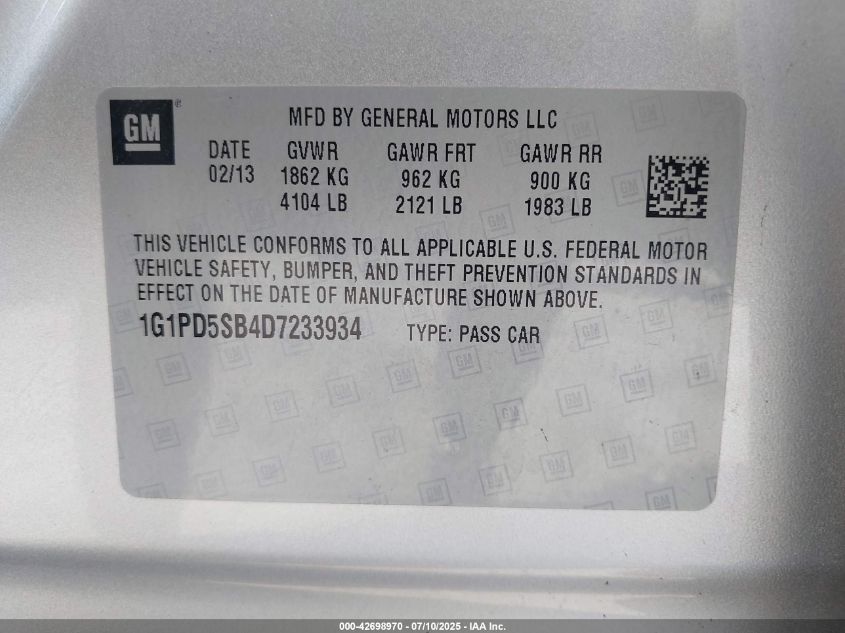 GM®
MFD BY GENERAL MOTORS LLC
DATE GVWR GAWR FRT GAWR RR
02/13 1862 KG 962 KG 900 KG
4104 LB 2121 LB 1983 LB
THIS VEHICLE CONFORMS TO ALL APPLICABLE U.S. FEDERAL MOTOR
VEHICLE SAFETY, BUMPER, AND THEFT PREVENTION STANDARDS IN
EFFECT ON THE DATE OF MANUFACTURE SHOWN ABOVE.
1G1PD5SB4D7233934 TYPE: PASS CAR
000-42698970 - 07/10/2025 - IAA Inc.